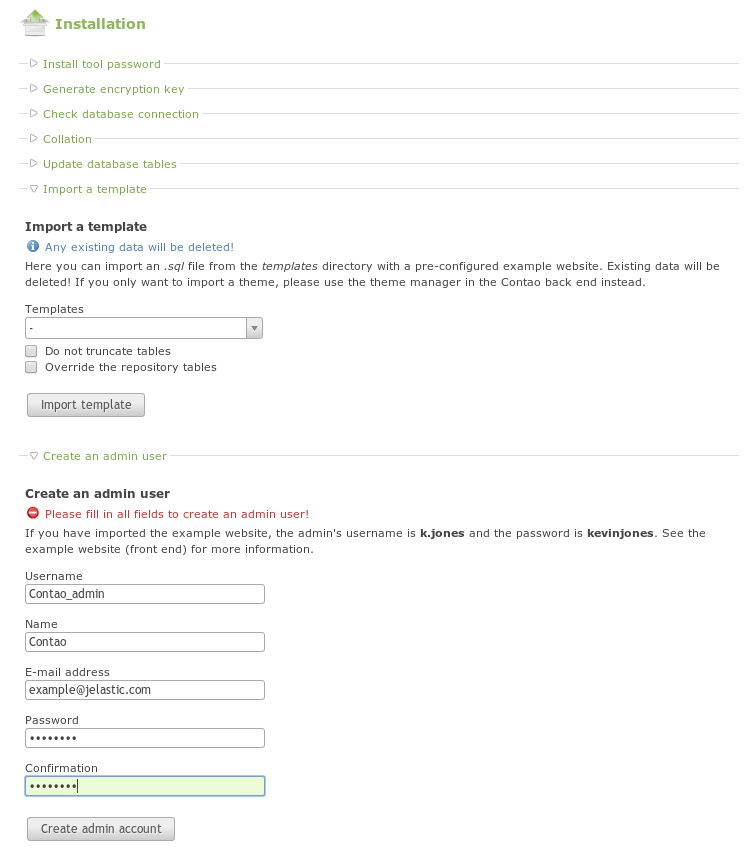 Installation
Install tool password
Generate encryption key
Check database connection
Collation
Update database tables
Import a template
Import a template
Any existing data will be deleted!
Here you can import an .sql file from the templates directory with a pre-configured example website. Existing data will be
deleted! If you only want to import a theme, please use the theme manager in the Contao back end instead.
Templates
-
Do not truncate tables
Override the repository tables
Import template
Create an admin user
Create an admin user
Please fill in all fields to create an admin user!
If you have imported the example website, the admin's username is k.jones and the password is kevinjones. See the
example website (front end) for more information.
Username
Contao_admin
Name
Contao
E-mail address
example@jelastic.com
Password
••••••••
Confirmation
••••••••
Create admin account